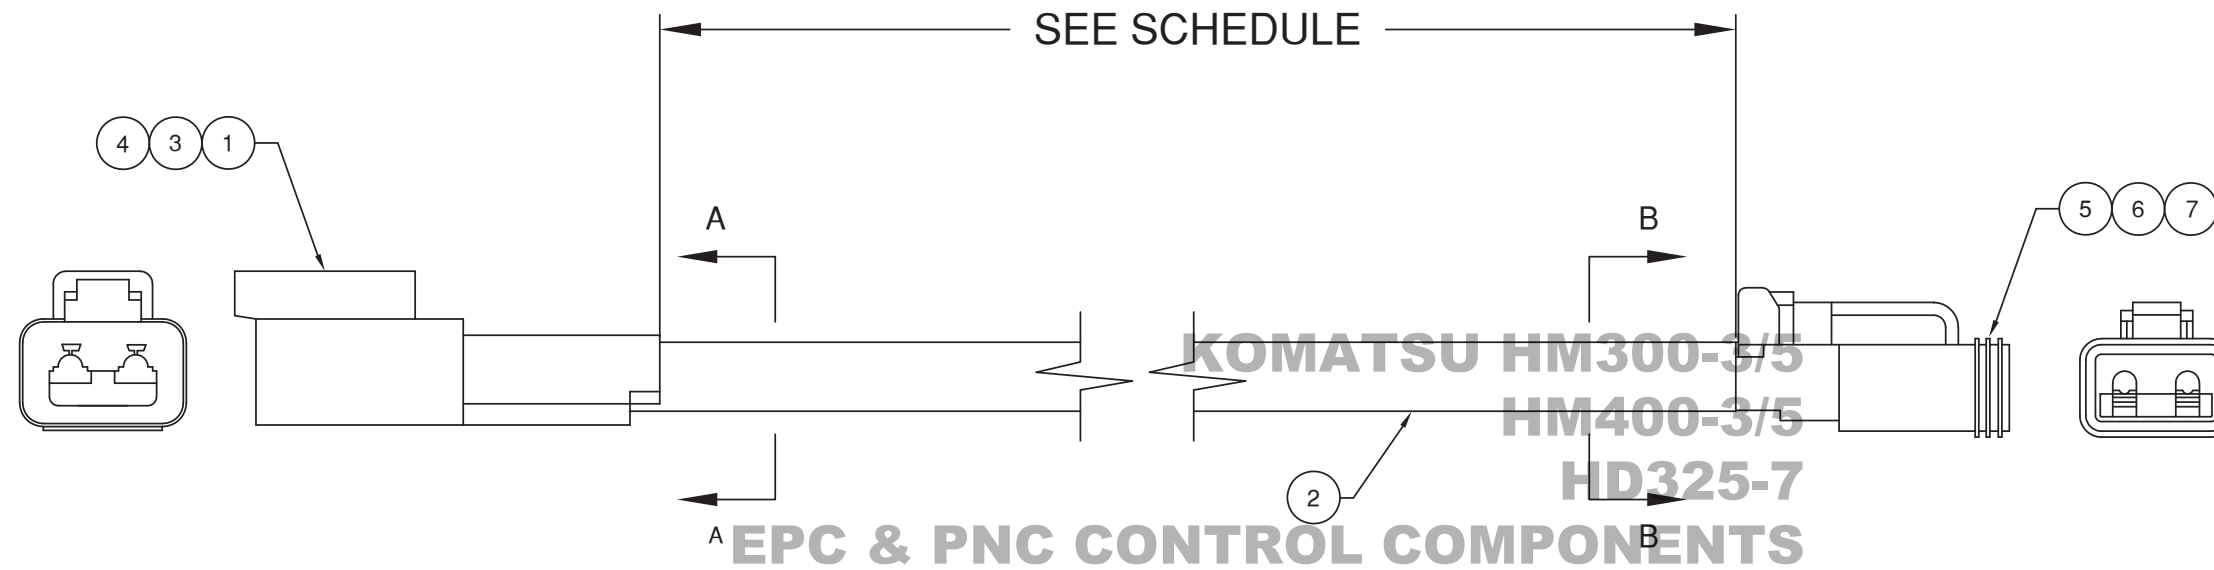 SEE SCHEDULE
4 3 1
A B
5 6 7
KOMATSU HM300-3/5
HM400-3/5
HD325-7
2
A B
EPC & PNC CONTROL COMPONENTS